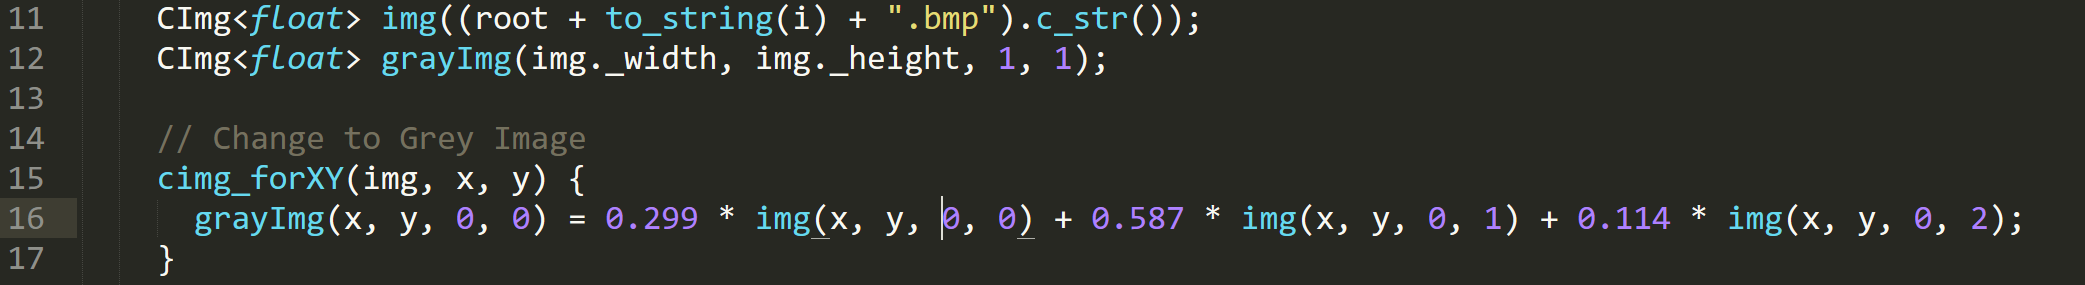 11 CImg<float> img((root + to_string(i) + ".bmp").c_str());
12 CImg<float> grayImg(img._width, img._height, 1, 1);
13
14 // Change to Grey Image
15 cimg_forXY(img, x, y) {
16 grayImg(x, y, 0, 0) = 0.299 * img(x, y, 0, 0) + 0.587 * img(x, y, 0, 1) + 0.114 * img(x, y, 0, 2);
17 }